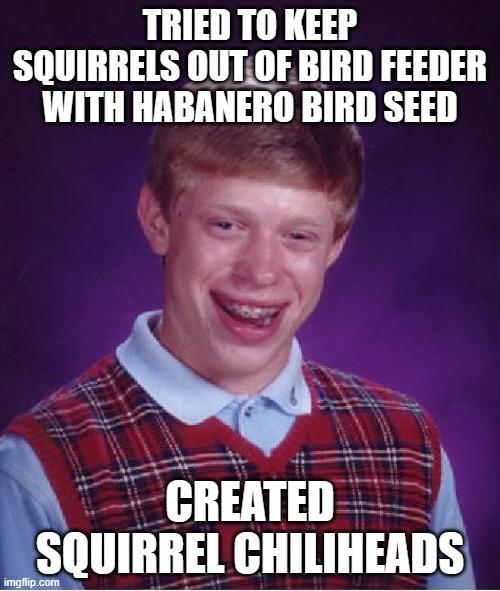 TRIED TO KEEP
SQUIRRELS OUT OF BIRD FEEDER
WITH HABANERO BIRD SEED
CREATED
SQUIRREL CHILIHEADS
imgflip.com